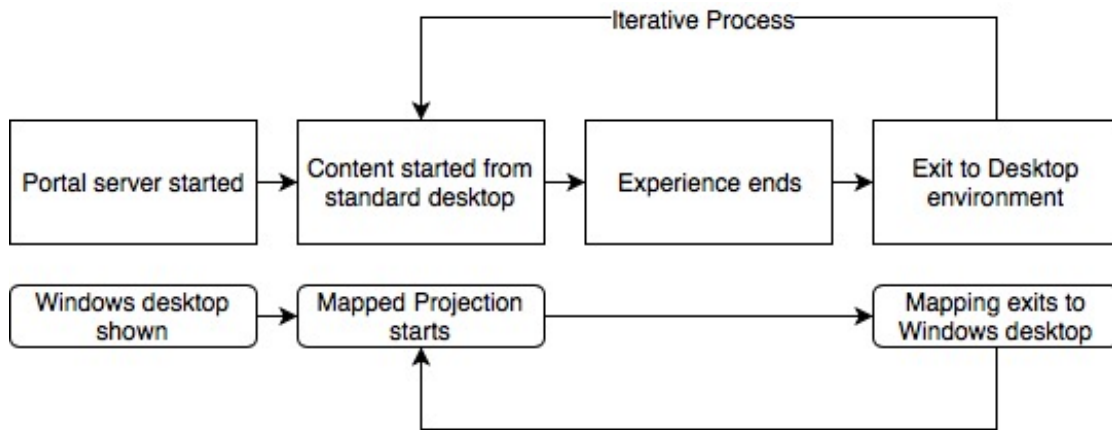 Iterative Process
Portal server started
Content started from
standard desktop
Experience ends
Exit to Desktop
environment
Windows desktop
shown
Mapped Projection
starts
Mapping exits to
Windows desktop